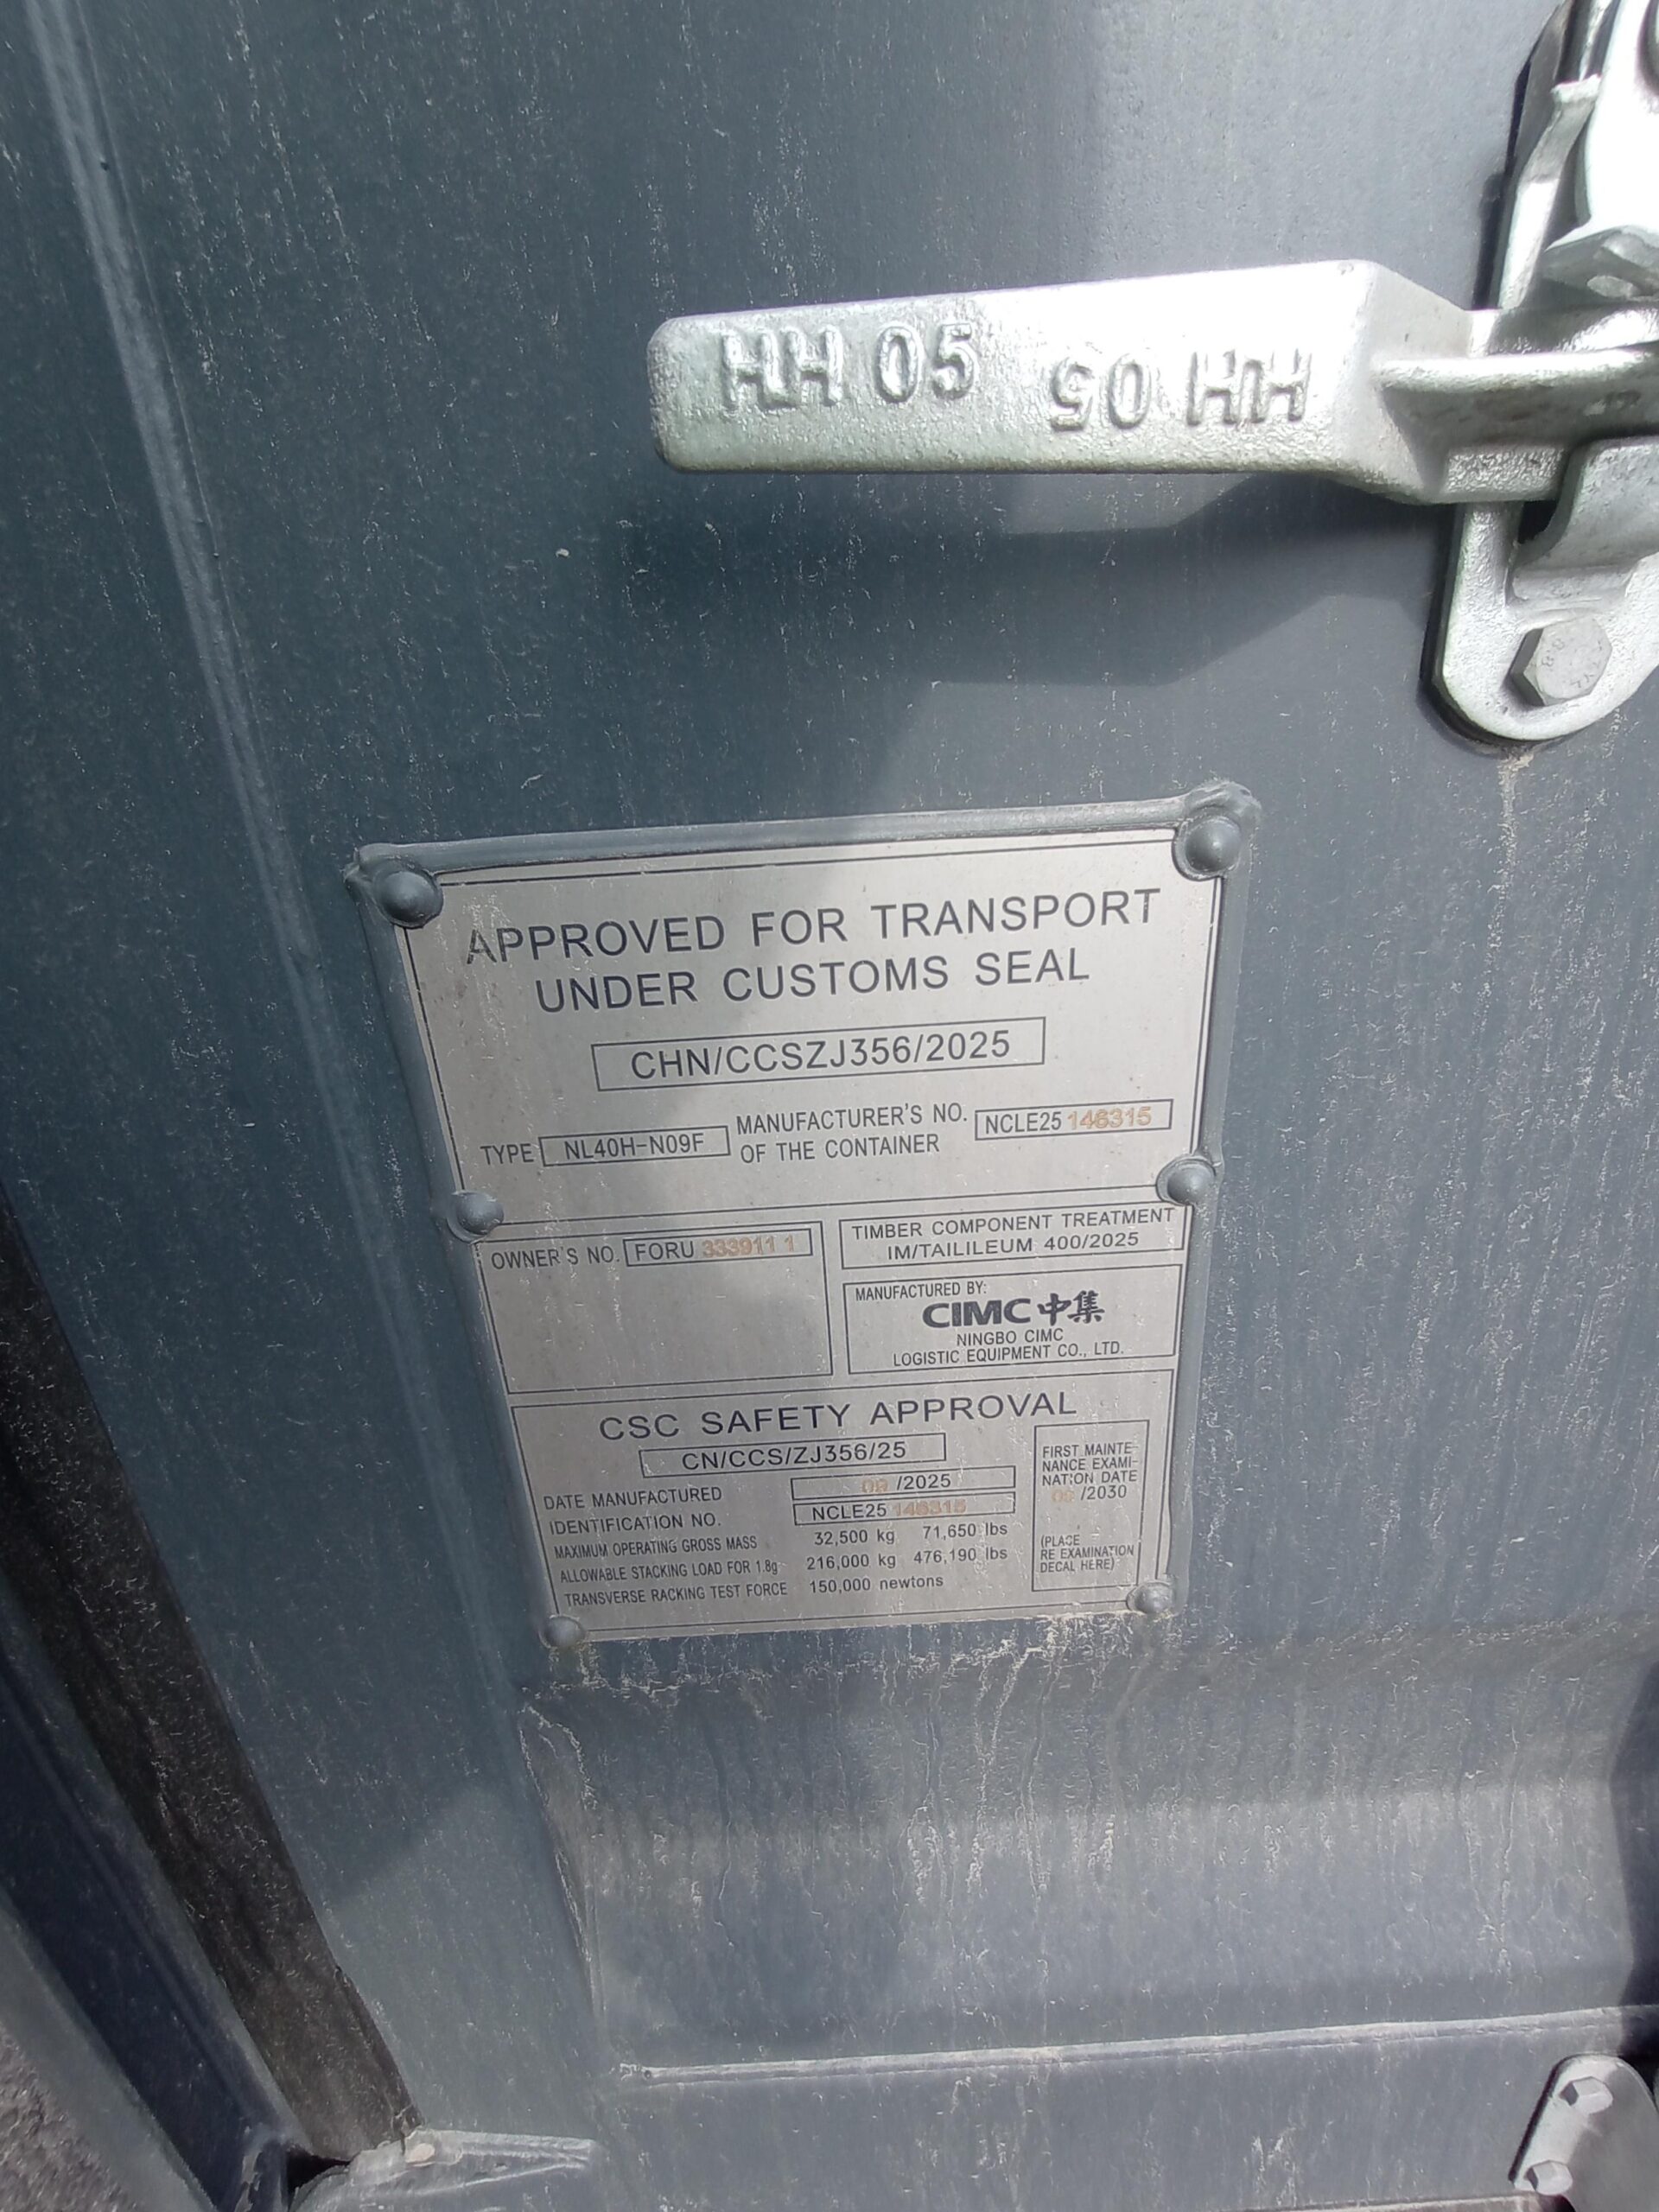 HH 05 HH 05
APPROVED FOR TRANSPORT
UNDER CUSTOMS SEAL
CHN/CCSZJ356/2025
TYPE NL40H-N09F MANUFACTURER'S NO. OF THE CONTAINER NCLE25 146315
OWNER'S NO. FORU 333911 1
TIMBER COMPONENT TREATMENT
IM/TAILILEUM 400/2025
MANUFACTURED BY:
CIMC 中集
NINGBO CIMC
LOGISTIC EQUIPMENT CO., LTD.
CSC SAFETY APPROVAL
CN/CCS/ZJ356/25
DATE MANUFACTURED 09 /2025
IDENTIFICATION NO. NCLE25 146315
MAXIMUM OPERATING GROSS MASS 32,500 kg 71,650 lbs
ALLOWABLE STACKING LOAD FOR 1.8g 216,000 kg 476,190 lbs
TRANSVERSE RACKING TEST FORCE 150,000 newtons
FIRST MAINTE-
NANCE EXAMI-
NATION DATE
/2030
(PLACE
RE EXAMINATION
DECAL HERE)
8.8